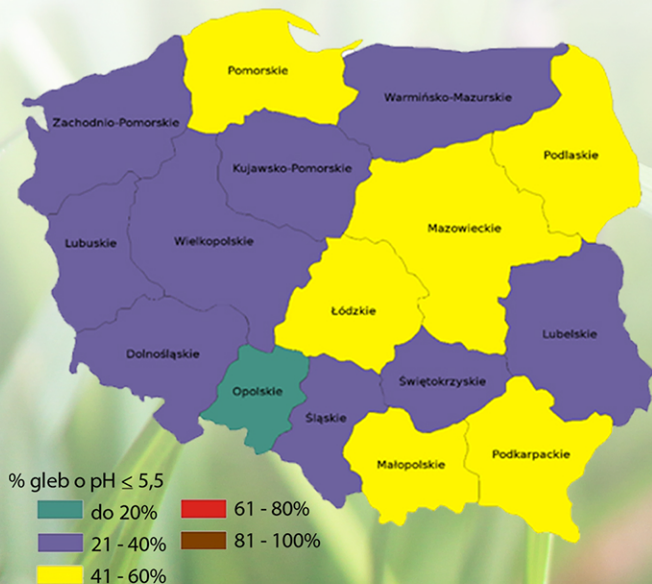 Pomorskie
Warmińsko-Mazurskie
Zachodnio-Pomorskie
Podlaskie
Kujawsko-Pomorskie
Mazowieckie
Lubuskie
Wielkopolskie
Łódzkie
Lubelskie
Dolnośląskie
Świętokrzyskie
Opolskie
Śląskie
Podkarpackie
Małopolskie
% gleb o pH ≤ 5,5
do 20%
21 - 40%
41 - 60%
61 - 80%
81 - 100%